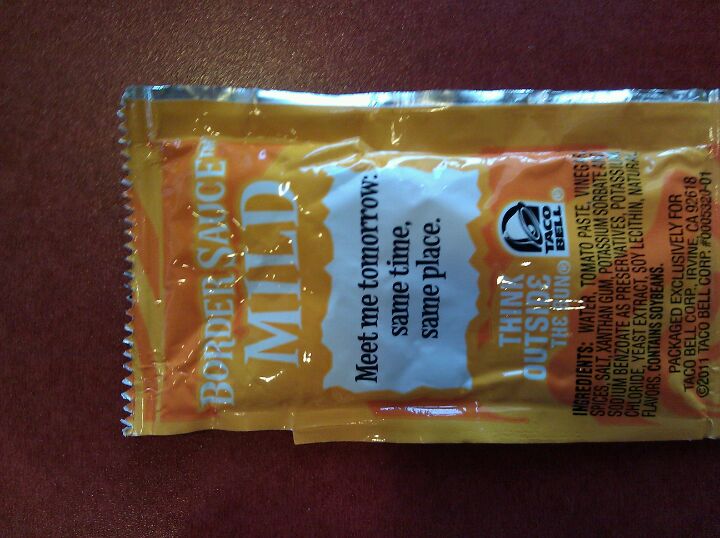 BORDER SAUCE™
MILD
Meet me tomorrow:
same time,
same place.
TACO
BELL®
THINK
OUTSIDE
THE BUN®
INGREDIENTS: WATER, TOMATO PASTE, VINEGAR,
SPICES, SALT, XANTHAN GUM, POTASSIUM SORBATE AND
SODIUM BENZOATE AS PRESERVATIVES, POTASSIUM
CHLORIDE, YEAST EXTRACT, SOY LECITHIN, NATURAL
FLAVORS. CONTAINS SOYBEANS.
PACKAGED EXCLUSIVELY FOR
TACO BELL CORP., IRVINE, CA 92618
©2011 TACO BELL CORP. #0005320-01